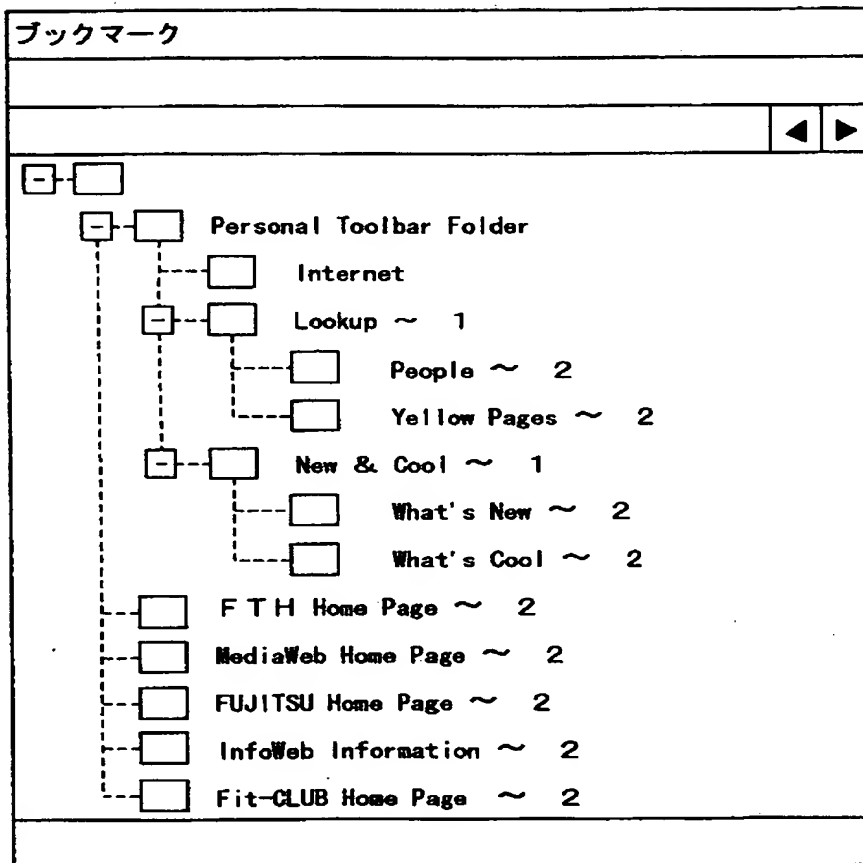 ブックマーク
Personal Toolbar Folder
Internet
Lookup ～ 1
People ～ 2
Yellow Pages ～ 2
New & Cool ～ 1
What's New ～ 2
What's Cool ～ 2
ＦＴＨ Home Page ～ 2
MediaWeb Home Page ～ 2
FUJITSU Home Page ～ 2
InfoWeb Information ～ 2
Fit-CLUB Home Page ～ 2